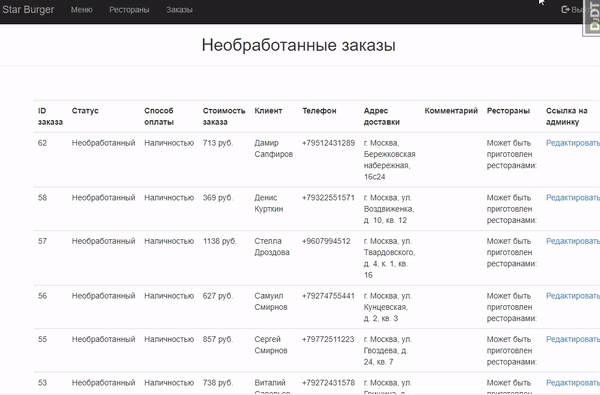 Star Burger Меню Рестораны Заказы
DjDT
Необработанные заказы
ID заказа Статус Способ оплаты Стоимость заказа Клиент Телефон Адрес доставки Комментарий Рестораны Ссылка на админку
62 Необработанный Наличностью 713 руб. Дамир Сапфиров +79512431289 г. Москва, Бережковская набережная, 16с24 Может быть приготовлен ресторанами: Редактировать
58 Необработанный Наличностью 369 руб. Денис Курткин +79322551571 г. Москва, ул. Воздвиженка, д. 10, кв. 12 Может быть приготовлен ресторанами: Редактировать
57 Необработанный Наличностью 1138 руб. Стелла Дроздова +9607994512 г. Москва, ул. Твардовского, д. 4, к. 1, кв. 16 Может быть приготовлен ресторанами: Редактировать
56 Необработанный Наличностью 627 руб. Самуил Смирнов +79274755441 г. Москва, ул. Кунцевская, д. 2, кв. 3 Может быть приготовлен ресторанами: Редактировать
55 Необработанный Наличностью 857 руб. Сергей Смирнов +79772511223 г. Москва, ул. Гвоздева, д. 24, кв. 7 Может быть приготовлен ресторанами: Редактировать
53 Необработанный Наличностью 738 руб. Виталий +79272431578 г. Москва, ул. Может быть приготовлен Редактировать